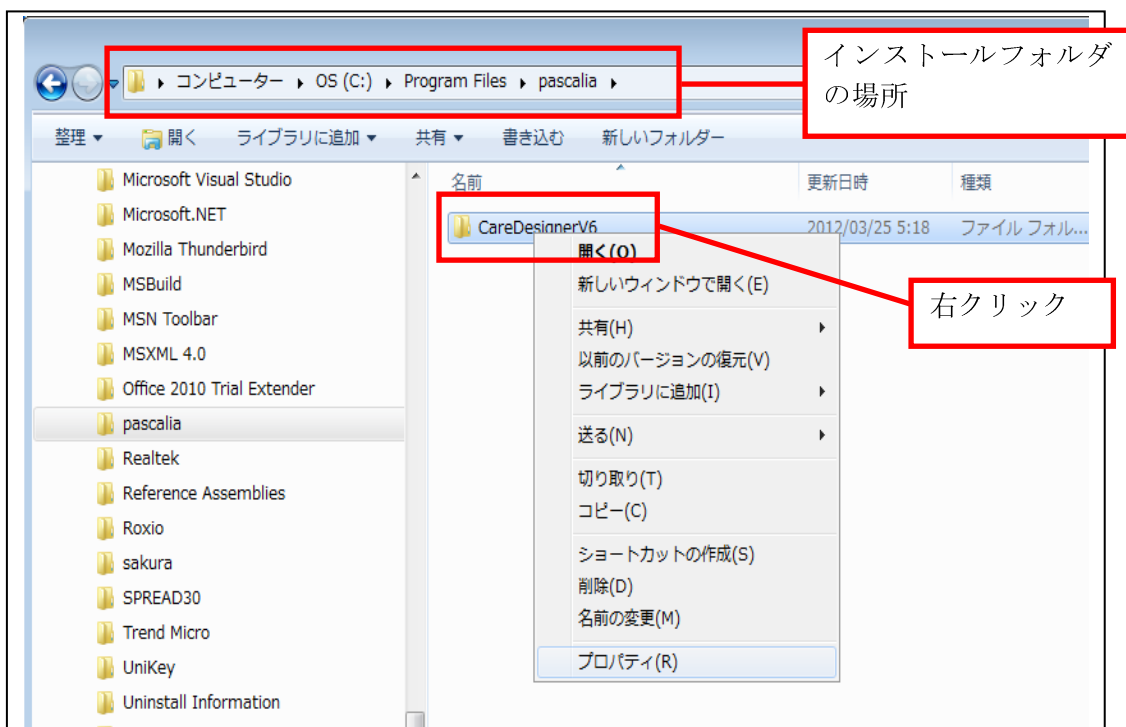 コンピューター ▸ OS (C:) ▸ Program Files ▸ pascalia ▸
インストールフォルダ
の場所
整理 ▼ 開く ライブラリに追加 ▼ 共有 ▼ 書き込む 新しいフォルダー
Microsoft Visual Studio
Microsoft.NET
Mozilla Thunderbird
MSBuild
MSN Toolbar
MSXML 4.0
Office 2010 Trial Extender
pascalia
Realtek
Reference Assemblies
Roxio
sakura
SPREAD30
Trend Micro
UniKey
Uninstall Information
名前 更新日時 種類
CareDesignerV6 2012/03/25 5:18 ファイル フォル...
開く(O)
新しいウィンドウで開く(E)
共有(H)
以前のバージョンの復元(V)
ライブラリに追加(I)
送る(N)
切り取り(T)
コピー(C)
ショートカットの作成(S)
削除(D)
名前の変更(M)
プロパティ(R)
右クリック